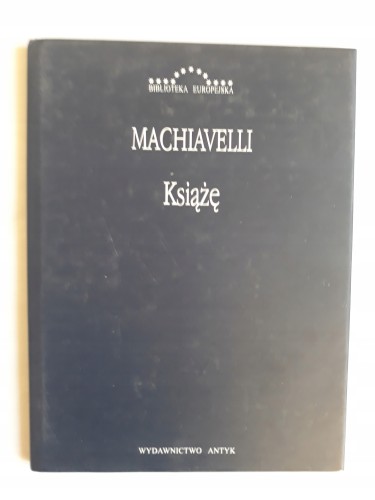 BIBLIOTEKA EUROPEJSKA
MACHIAVELLI
Książę
WYDAWNICTWO ANTYK